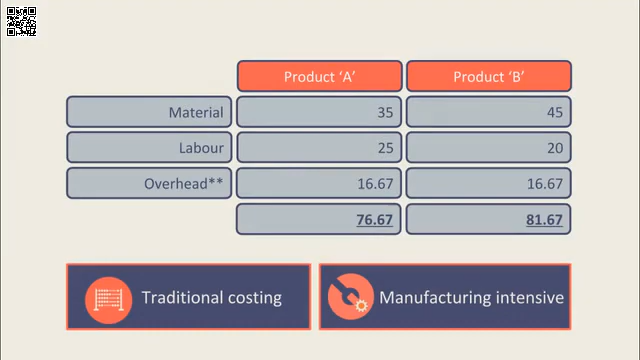 Product ‘A’ Product ‘B’
Material 35 45
Labour 25 20
Overhead** 16.67 16.67
76.67 81.67
Traditional costing Manufacturing intensive